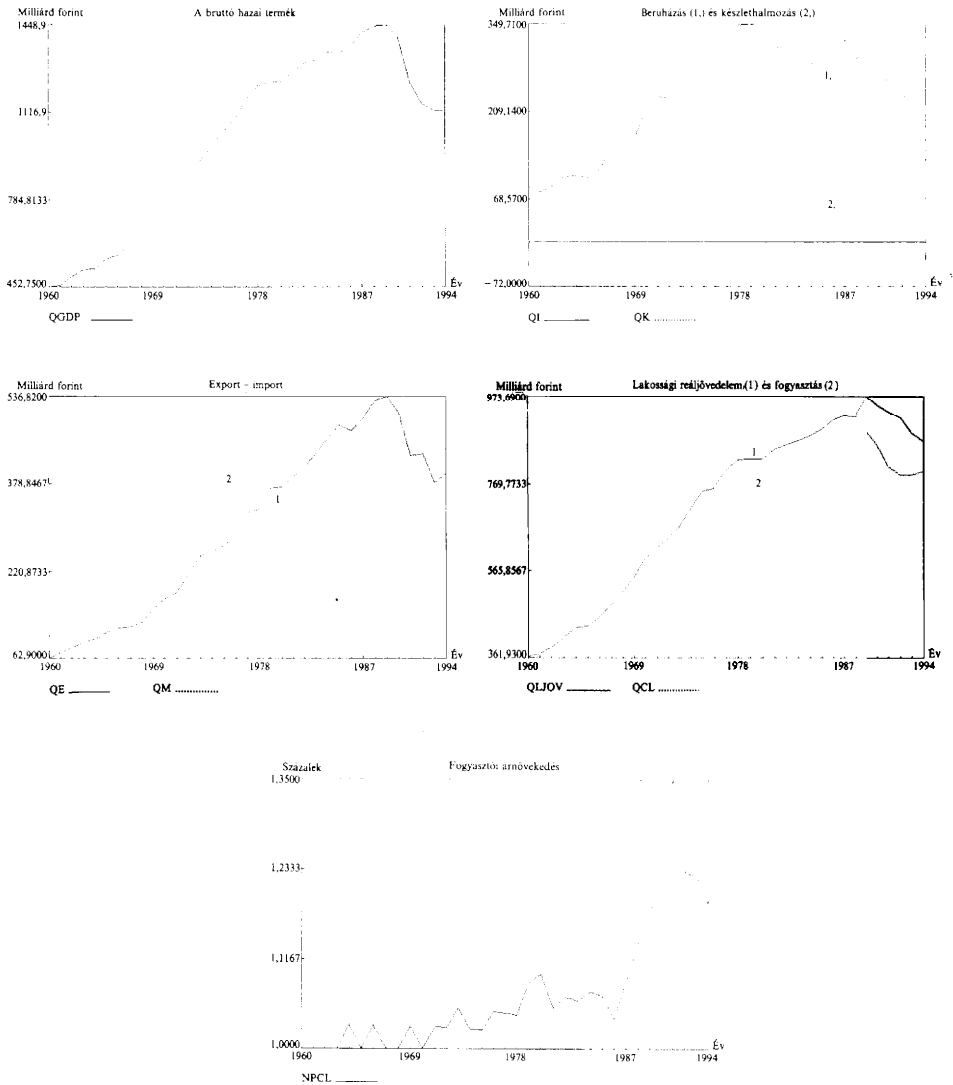 Milliárd forint A bruttó hazai termék
1448,9
1116,9
784,8133
452,7500
1960 1969 1978 1987 1994
Év
QGDP
Milliárd forint Beruházás (1,) és készlethalmozás (2,)
349,7100
209,1400
68,5700
−72,0000
1,
2,
1960 1969 1978 1987 1994
Év
QI QK
Milliárd forint Export – import
536,8200
378,8467
220,8733
62,9000
2
1
1960 1969 1978 1987 1994
Év
QE QM
Milliárd forint Lakossági reáljövedelem (1) és fogyasztás (2)
973,6900
769,7733
565,8567
361,9300
1
2
1960 1969 1978 1987 1994
Év
QLJOV QCL
Százalék Fogyasztói árnövekedés
1,3500
1,2333
1,1167
1,0000
1960 1969 1978 1987 1994
Év
NPCL